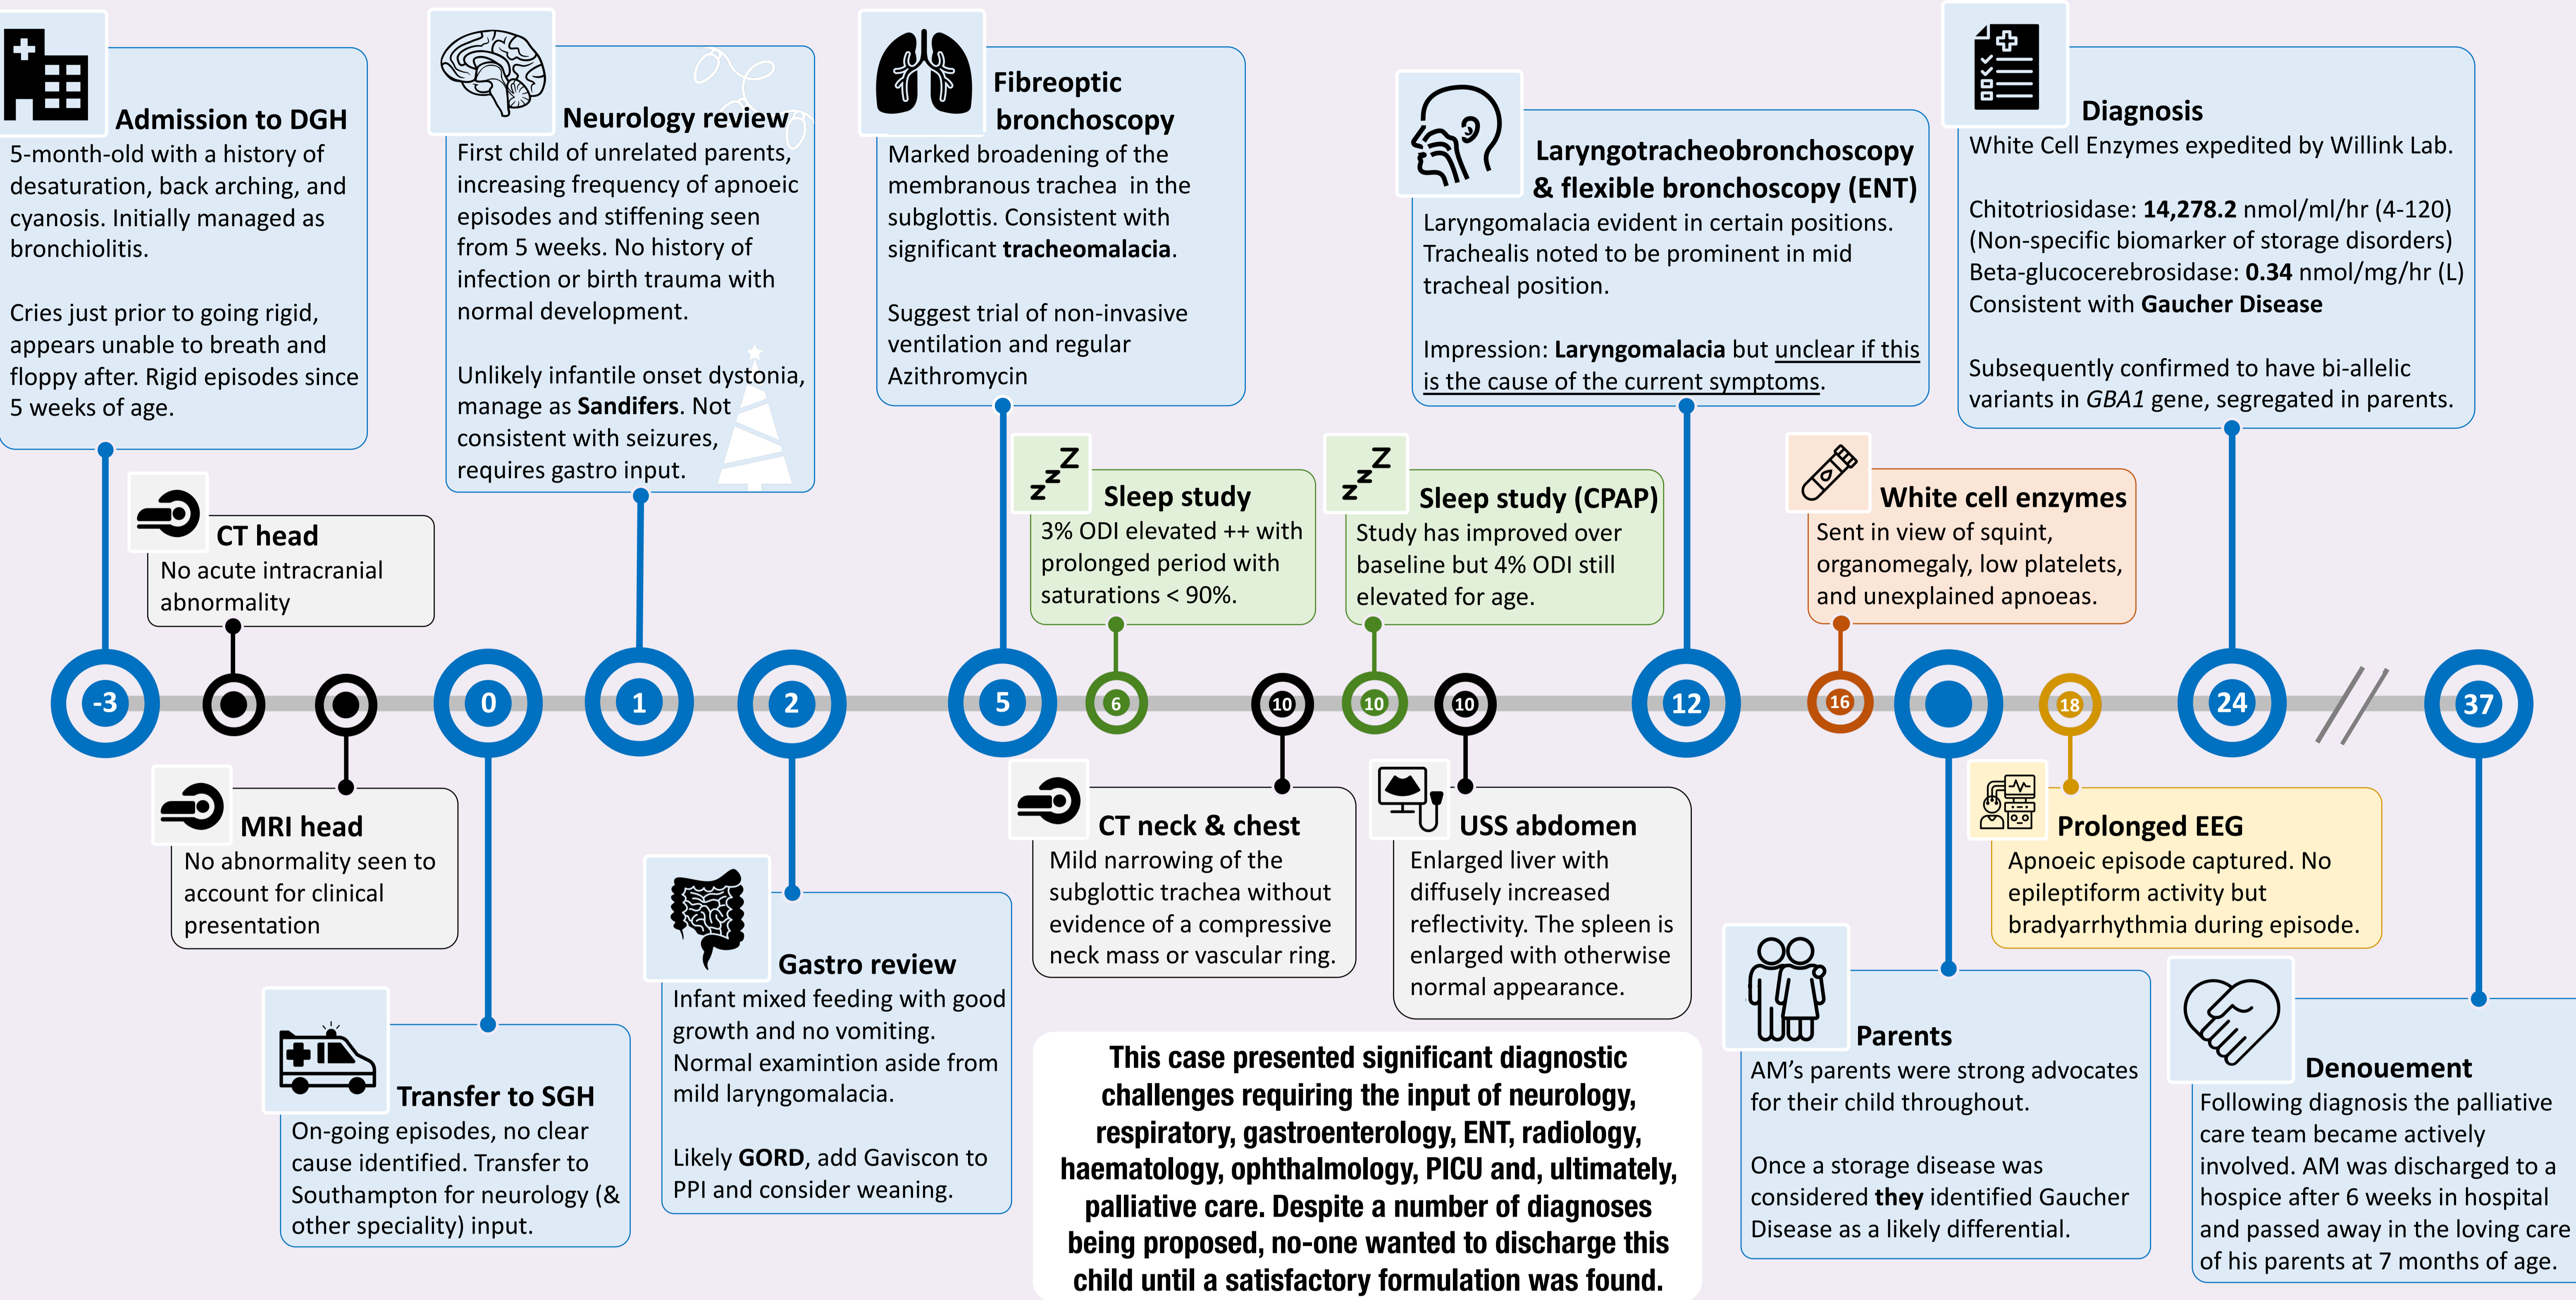 Admission to DGH
5-month-old with a history of
desaturation, back arching, and
cyanosis. Initially managed as
bronchiolitis.
Cries just prior to going rigid,
appears unable to breath and
floppy after. Rigid episodes since
5 weeks of age.
Neurology review
First child of unrelated parents,
increasing frequency of apnoeic
episodes and stiffening seen
from 5 weeks. No history of
infection or birth trauma with
normal development.
Unlikely infantile onset dystonia,
manage as Sandifers. Not
consistent with seizures,
requires gastro input.
Fibreoptic
bronchoscopy
Marked broadening of the
membranous trachea in the
subglottis. Consistent with
significant tracheomalacia.
Suggest trial of non-invasive
ventilation and regular
Azithromycin
Laryngotracheobronchoscopy
& flexible bronchoscopy (ENT)
Laryngomalacia evident in certain positions.
Trachealis noted to be prominent in mid
tracheal position.
Impression: Laryngomalacia but unclear if this
is the cause of the current symptoms.
Diagnosis
White Cell Enzymes expedited by Willink Lab.
Chitotriosidase: 14,278.2 nmol/ml/hr (4-120)
(Non-specific biomarker of storage disorders)
Beta-glucocerebrosidase: 0.34 nmol/mg/hr (L)
Consistent with Gaucher Disease
Subsequently confirmed to have bi-allelic
variants in GBA1 gene, segregated in parents.
CT head
No acute intracranial
abnormality
zzZ
Sleep study
3% ODI elevated ++ with
prolonged period with
saturations < 90%.
zzZ
Sleep study (CPAP)
Study has improved over
baseline but 4% ODI still
elevated for age.
White cell enzymes
Sent in view of squint,
organomegaly, low platelets,
and unexplained apnoeas.
-3 0 1 2 5 6 10 10 10 12 16 18 24 37
MRI head
No abnormality seen to
account for clinical
presentation
Transfer to SGH
On-going episodes, no clear
cause identified. Transfer to
Southampton for neurology (&
other speciality) input.
Gastro review
Infant mixed feeding with good
growth and no vomiting.
Normal examintion aside from
mild laryngomalacia.
Likely GORD, add Gaviscon to
PPI and consider weaning.
CT neck & chest
Mild narrowing of the
subglottic trachea without
evidence of a compressive
neck mass or vascular ring.
USS abdomen
Enlarged liver with
diffusely increased
reflectivity. The spleen is
enlarged with otherwise
normal appearance.
This case presented significant diagnostic
challenges requiring the input of neurology,
respiratory, gastroenterology, ENT, radiology,
haematology, ophthalmology, PICU and, ultimately,
palliative care. Despite a number of diagnoses
being proposed, no-one wanted to discharge this
child until a satisfactory formulation was found.
Parents
AM's parents were strong advocates
for their child throughout.
Once a storage disease was
considered they identified Gaucher
Disease as a likely differential.
Prolonged EEG
Apnoeic episode captured. No
epileptiform activity but
bradyarrhythmia during episode.
Denouement
Following diagnosis the palliative
care team became actively
involved. AM was discharged to a
hospice after 6 weeks in hospital
and passed away in the loving care
of his parents at 7 months of age.